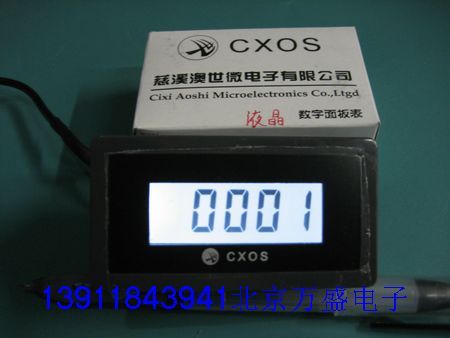 CXOS
慈溪澳世微电子有限公司
Cixi Aoshi Microelectronics Co.,Ltgd
液晶 数字面板表
0001
CXOS
13911843941北京万盛电子